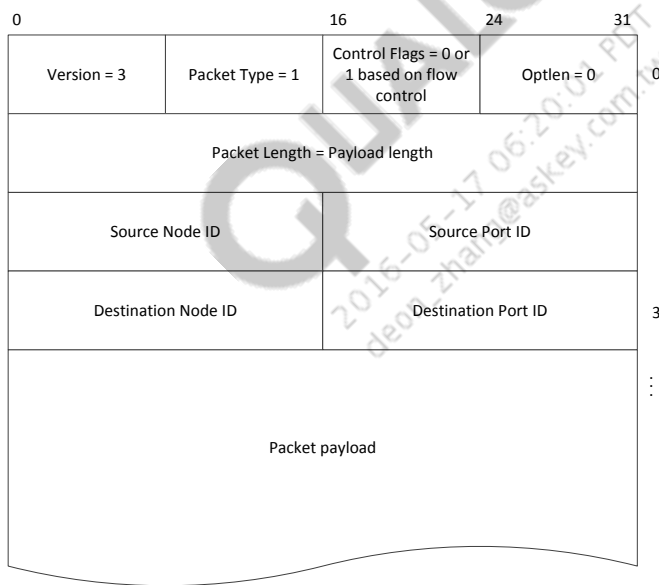 0 16 24 31
Version = 3 Packet Type = 1 Control Flags = 0 or
1 based on flow
control Optlen = 0 0
Packet Length = Payload length
Source Node ID Source Port ID
Destination Node ID Destination Port ID 3
...
Packet payload
QUAL
2016-05-17 06:20:01 PDT
deon_zhang@askey.com.tw